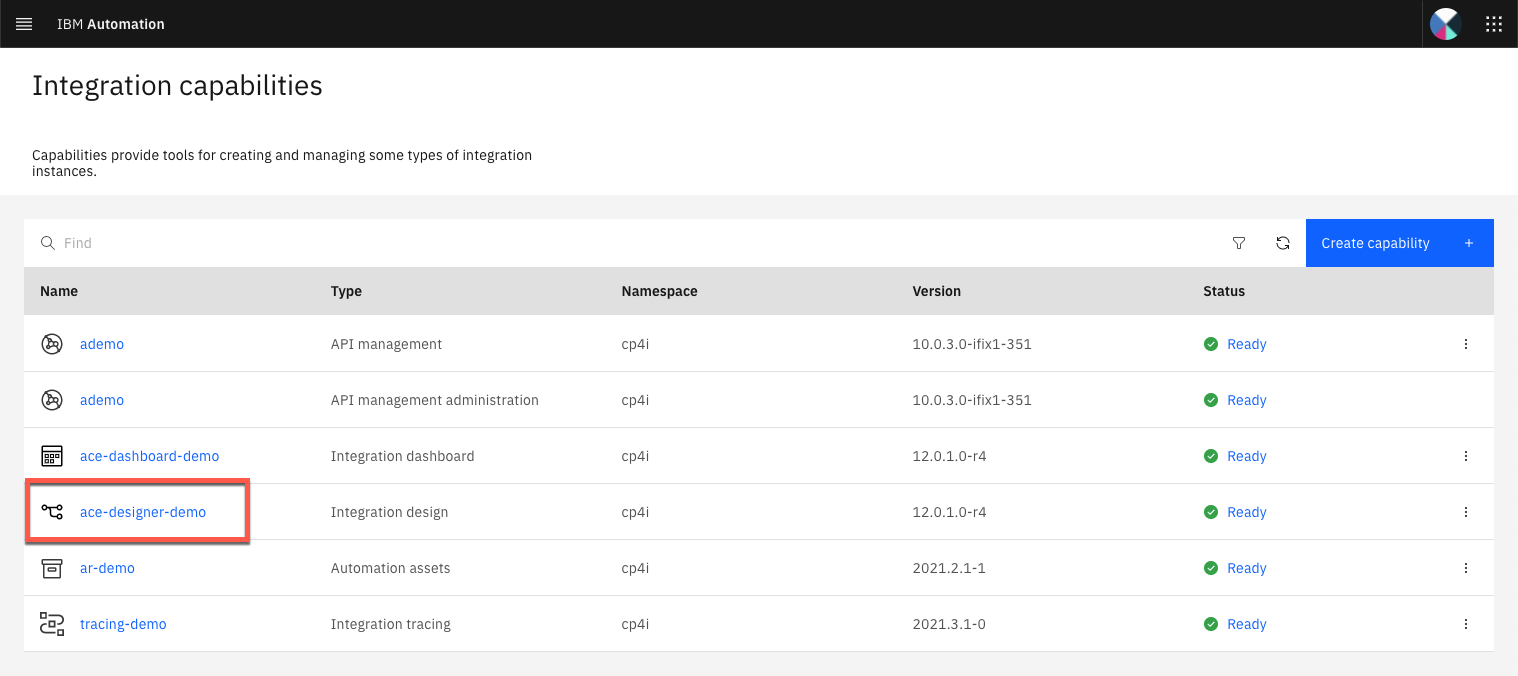 IBM Automation
Integration capabilities
Capabilities provide tools for creating and managing some types of integration
instances.
Find
Create capability +
Name Type Namespace Version Status
ademo API management cp4i 10.0.3.0-ifix1-351 Ready
ademo API management administration cp4i 10.0.3.0-ifix1-351 Ready
ace-dashboard-demo Integration dashboard cp4i 12.0.1.0-r4 Ready
ace-designer-demo Integration design cp4i 12.0.1.0-r4 Ready
ar-demo Automation assets cp4i 2021.2.1-1 Ready
tracing-demo Integration tracing cp4i 2021.3.1-0 Ready